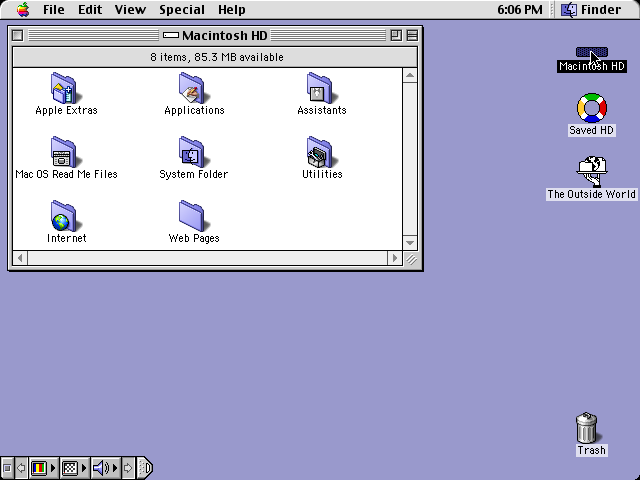 File Edit View Special Help 6:06 PM Finder
Macintosh HD
8 items, 85.3 MB available
Apple Extras Applications Assistants
Mac OS Read Me Files System Folder Utilities
Internet Web Pages
Macintosh HD
Saved HD
The Outside World
Trash